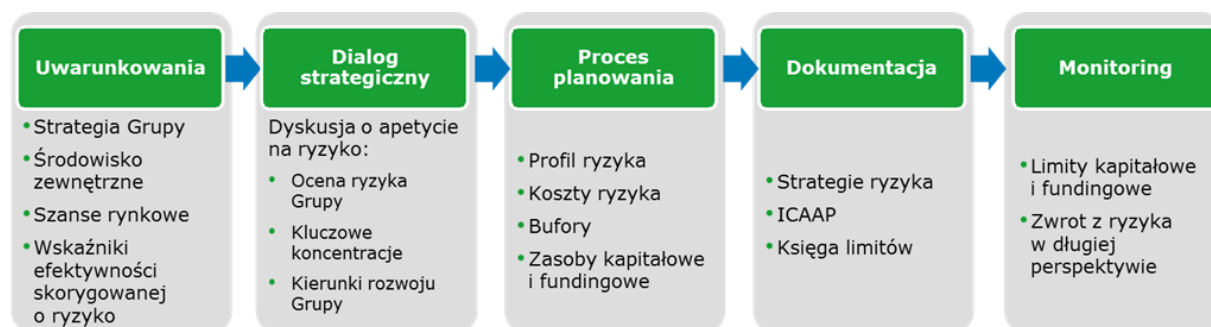 Uwarunkowania
• Strategia Grupy
• Środowisko
zewnętrzne
• Szanse rynkowe
• Wskaźniki
efektywności
skorygowanej
o ryzyko
Dialog
strategiczny
Dyskusja o apetycie
na ryzyko:
• Ocena ryzyka
Grupy
• Kluczowe
koncentracje
• Kierunki rozwoju
Grupy
Proces
planowania
• Profil ryzyka
• Koszty ryzyka
• Bufory
• Zasoby kapitałowe
i fundingowe
Dokumentacja
• Strategie ryzyka
• ICAAP
• Księga limitów
Monitoring
• Limity kapitałowe
i fundingowe
• Zwrot z ryzyka
w długiej
perspektywie